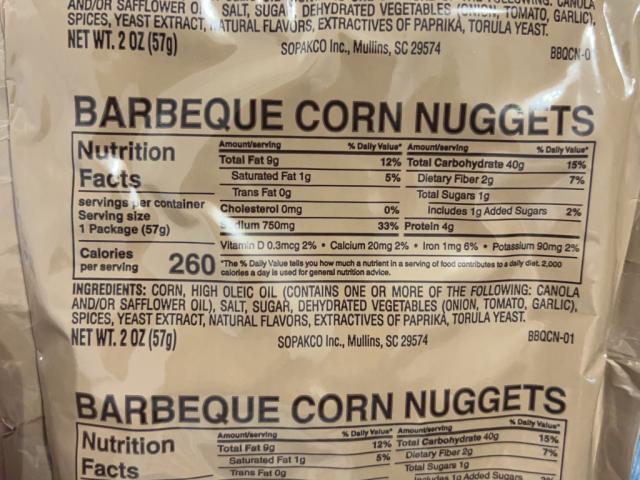 AND/OR SAFFLOWER SALT, SUGAR, DEHYDRATED VEGETABLES (ONION, TOMATO, GARLIC),
SPICES, YEAST EXTRACT, NATURAL FLAVORS, EXTRACTIVES OF PAPRIKA, TORULA YEAST.
NET WT. 2 OZ (57g)
SOPAKCO Inc., Mullins, SC 29574
BBQCN-0
BARBEQUE CORN NUGGETS
Nutrition
Facts
servings per container
Serving size
1 Package (57g)
Calories
per serving
260
Amount/serving % Daily Value*
Total Fat 9g 12%
Saturated Fat 1g 5%
Trans Fat 0g
Cholesterol 0mg 0%
Sodium 750mg 33%
Amount/serving % Daily Value*
Total Carbohydrate 40g 15%
Dietary Fiber 2g 7%
Total Sugars 1g
Includes 1g Added Sugars 2%
Protein 4g
Vitamin D 0.3mcg 2% • Calcium 20mg 2% • Iron 1mg 6% • Potassium 90mg 2%
*The % Daily Value tells you how much a nutrient in a serving of food contributes to a daily diet. 2,000
calories a day is used for general nutrition advice.
INGREDIENTS: CORN, HIGH OLEIC OIL (CONTAINS ONE OR MORE OF THE FOLLOWING: CANOLA
AND/OR SAFFLOWER OIL), SALT, SUGAR, DEHYDRATED VEGETABLES (ONION, TOMATO, GARLIC),
SPICES, YEAST EXTRACT, NATURAL FLAVORS, EXTRACTIVES OF PAPRIKA, TORULA YEAST.
NET WT. 2 OZ (57g)
SOPAKCO Inc., Mullins, SC 29574
BBQCN-01
BARBEQUE CORN NUGGETS
Nutrition
Facts
Amount/serving % Daily Value*
Total Fat 9g 12%
Saturated Fat 1g 5%
Trans Fat 0g
Amount/serving % Daily Value*
Total Carbohydrate 40g 15%
Dietary Fiber 2g 7%
Total Sugars 1g
Includes 1g Added Sugars